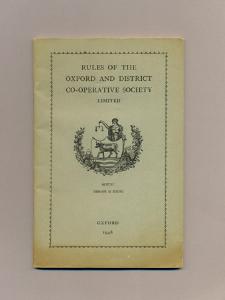 RULES OF THE
OXFORD AND DISTRICT
CO-OPERATIVE SOCIETY
LIMITED
OXFORD